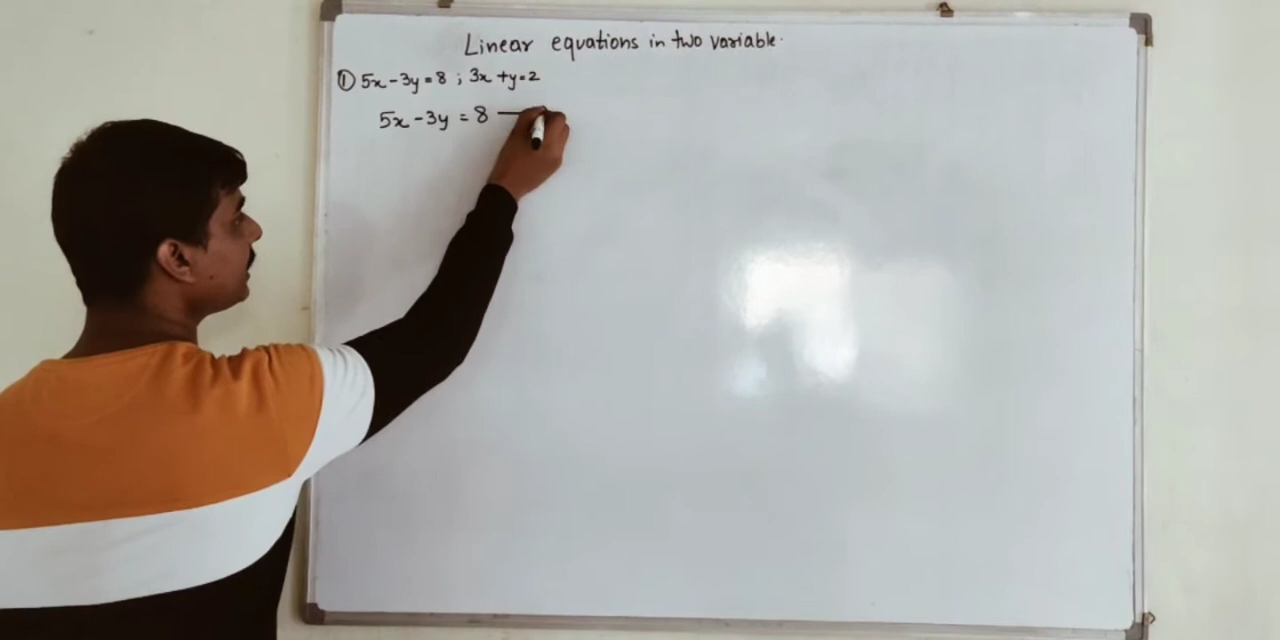 Linear equations in two variable.
① 5x - 3y = 8 ; 3x + y = 2
5x - 3y = 8 —